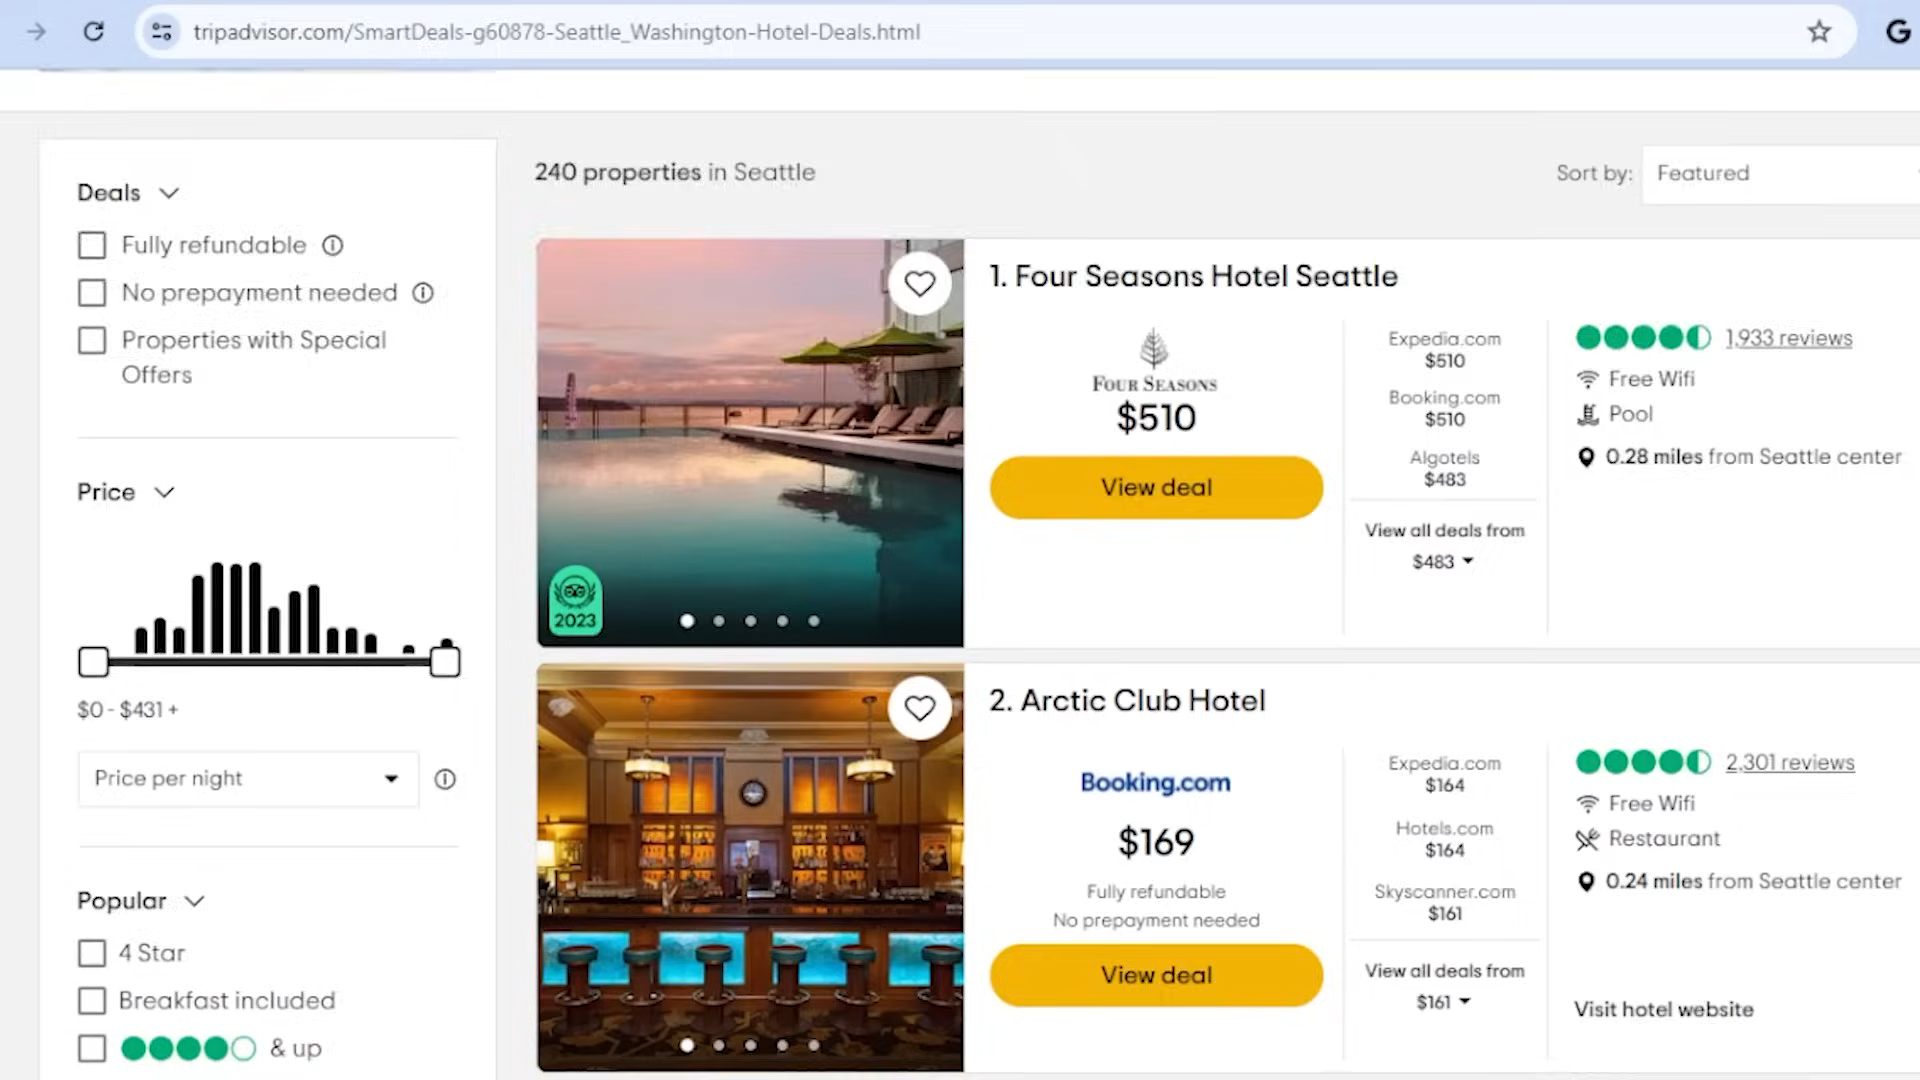 tripadvisor.com/SmartDeals-g60878-Seattle_Washington-Hotel-Deals.html
G
Deals
Fully refundable
No prepayment needed
Properties with Special
Offers
Price
$0 - $431 +
Price per night
Popular
4 Star
Breakfast included
& up
240 properties in Seattle
Sort by: Featured
2023
1. Four Seasons Hotel Seattle
FOUR SEASONS
$510
View deal
Expedia.com
$510
Booking.com
$510
Algotels
$483
View all deals from
$483
1,933 reviews
Free Wifi
Pool
0.28 miles from Seattle center
2. Arctic Club Hotel
Booking.com
$169
Fully refundable
No prepayment needed
View deal
Expedia.com
$164
Hotels.com
$164
Skyscanner.com
$161
View all deals from
$161
2,301 reviews
Free Wifi
Restaurant
0.24 miles from Seattle center
Visit hotel website